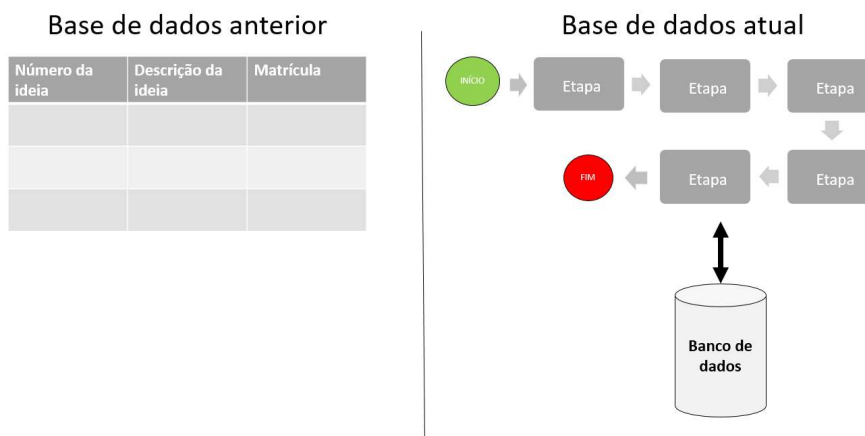 Base de dados anterior
Número da ideia
Descrição da ideia
Matrícula
Base de dados atual
INÍCIO
Etapa
Etapa
Etapa
FIM
Etapa
Etapa
Banco de
dados